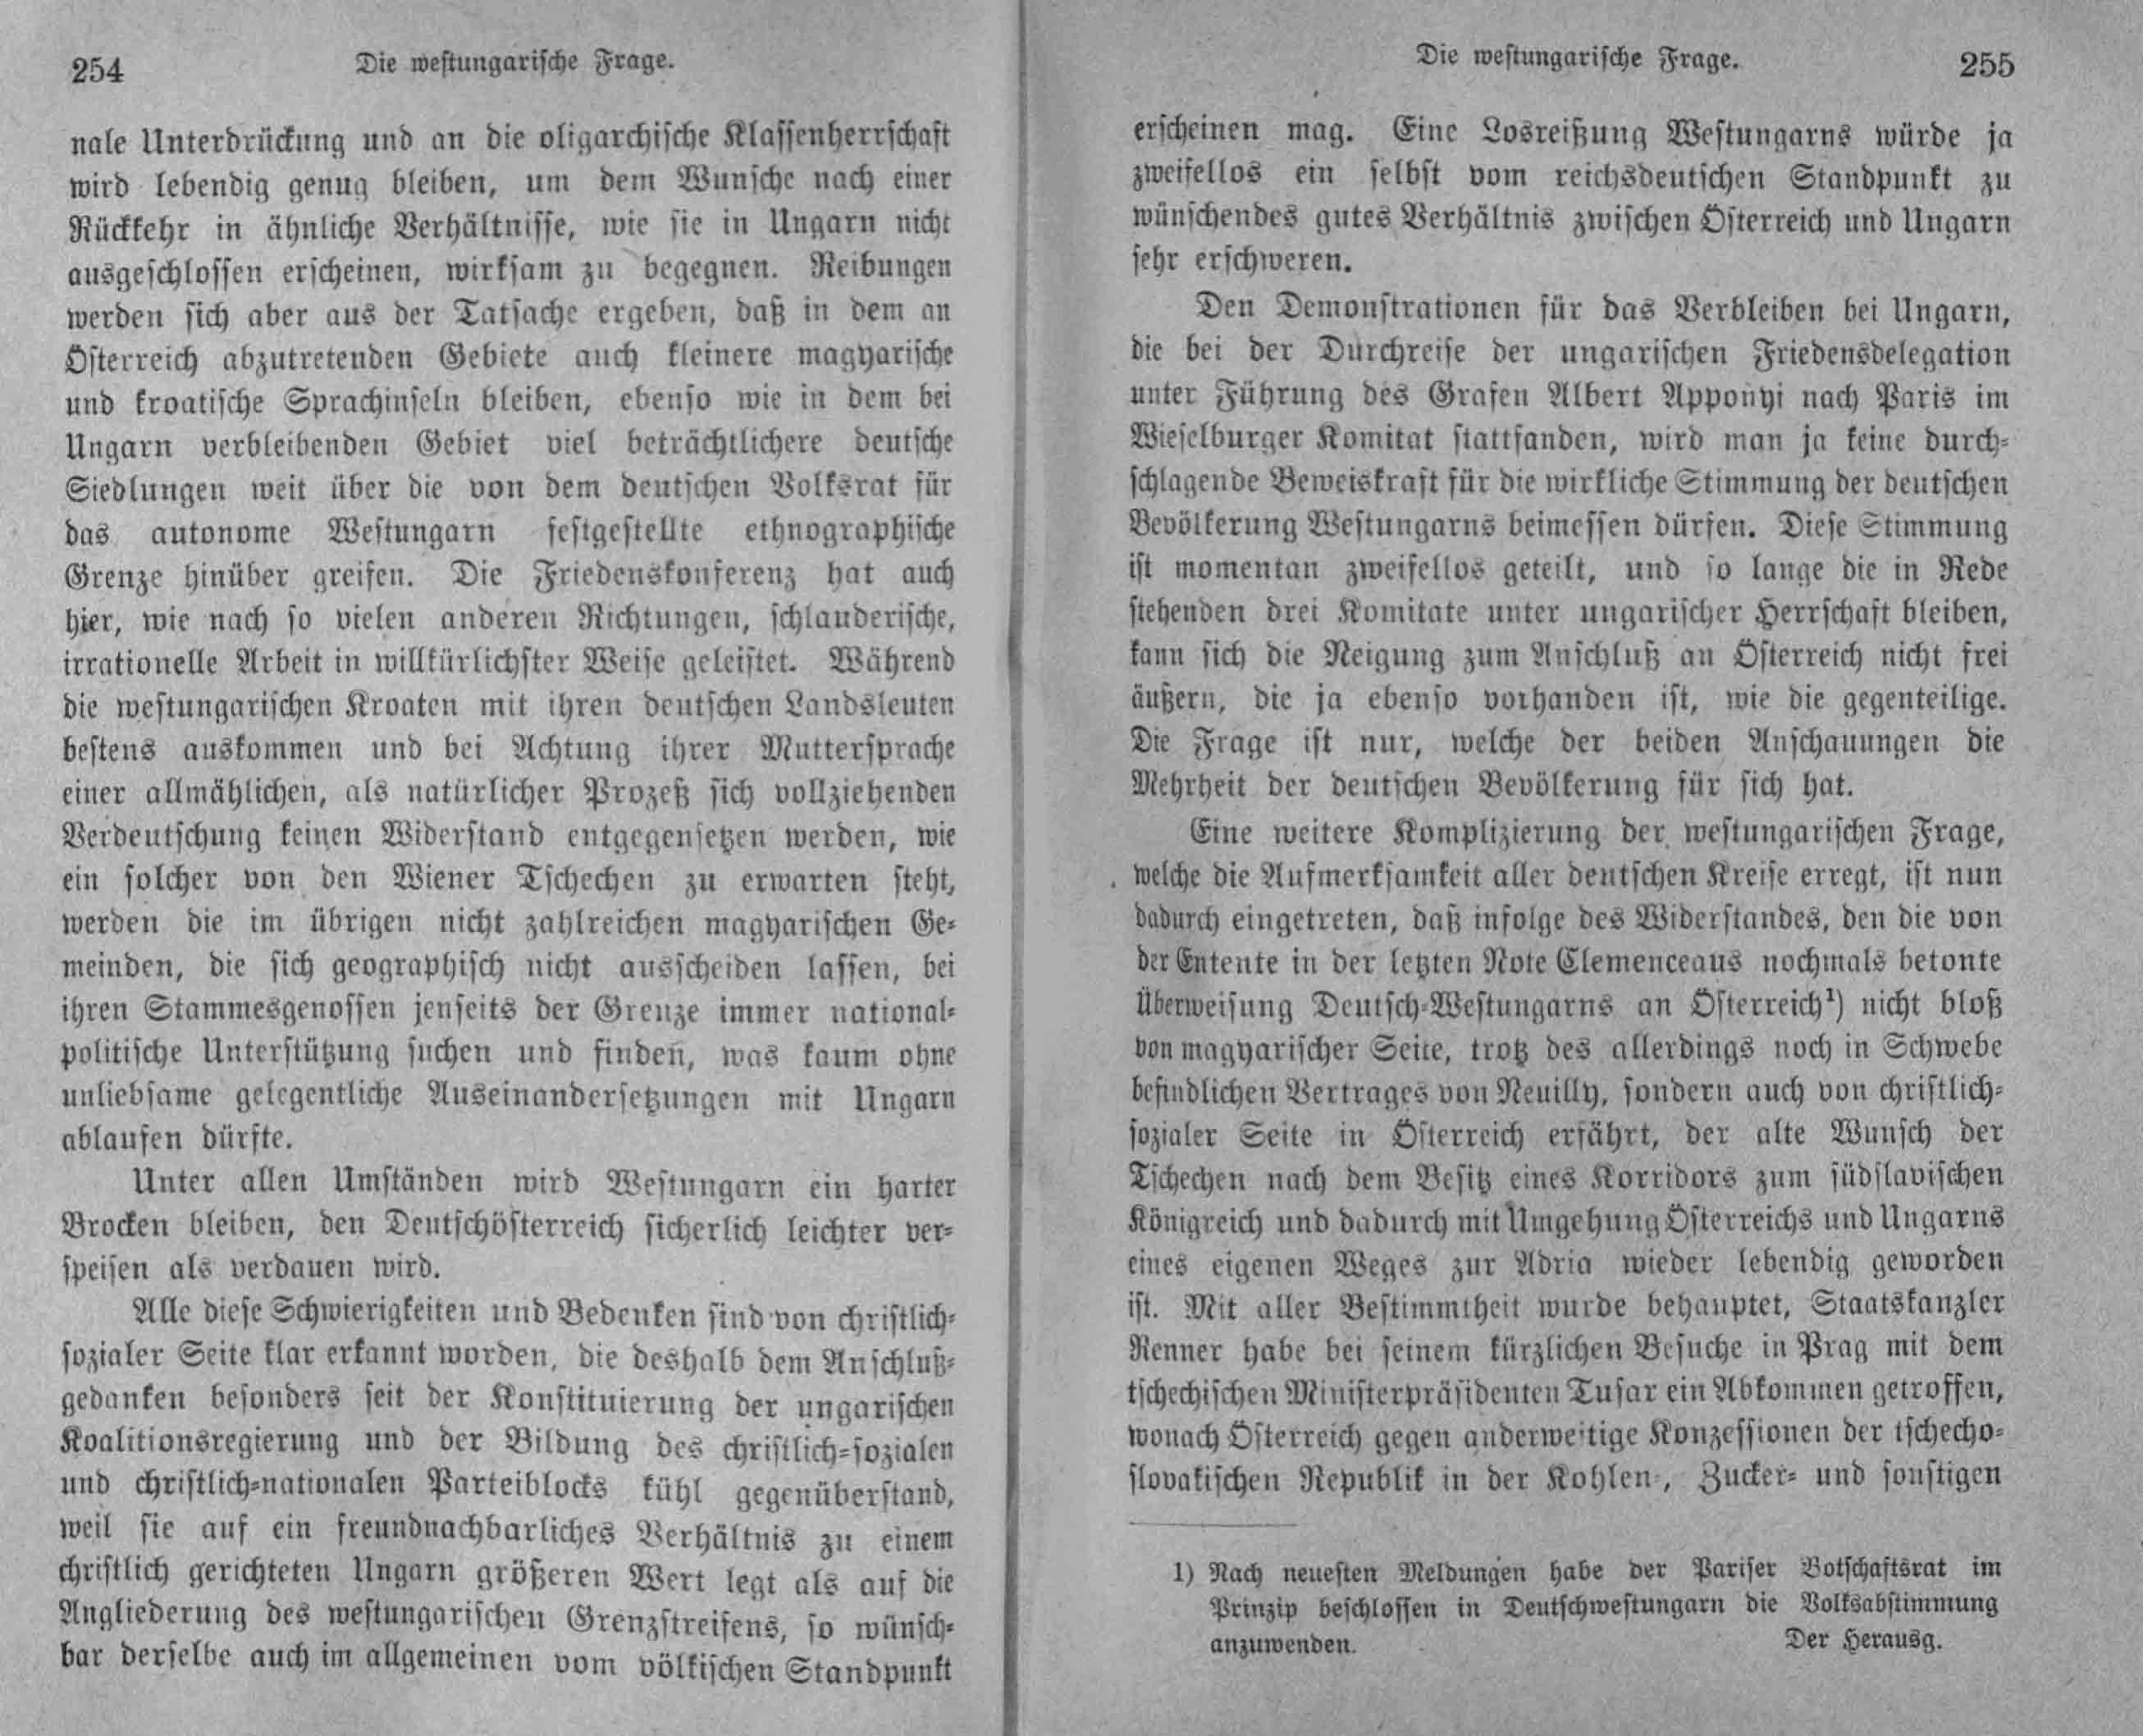 254 Die westungarische Frage.
nale Unterdrückung und an die oligarchische Klassenherrschaft
wird lebendig genug bleiben, um dem Wunsche nach einer
Rückkehr in ähnliche Verhältnisse, wie sie in Ungarn nicht
ausgeschlossen erscheinen, wirksam zu begegnen. Reibungen
werden sich aber aus der Tatsache ergeben, daß in dem an
Österreich abzutretenden Gebiete auch kleinere magyarische
und kroatische Sprachinseln bleiben, ebenso wie in dem bei
Ungarn verbleibenden Gebiet viel beträchtlichere deutsche
Siedlungen weit über die von dem deutschen Volksrat für
das autonome Westungarn festgestellte ethnographische
Grenze hinüber greifen. Die Friedenskonferenz hat auch
hier, wie nach so vielen anderen Richtungen, schlauderische,
irrationelle Arbeit in willkürlichster Weise geleistet. Während
die westungarischen Kroaten mit ihren deutschen Landsleuten
bestens auskommen und bei Achtung ihrer Muttersprache
einer allmählichen, als natürlicher Prozeß sich vollziehenden
Verdeutschung keinen Widerstand entgegensetzen werden, wie
ein solcher von den Wiener Tschechen zu erwarten steht,
werden die im übrigen nicht zahlreichen magyarischen Ge-
meinden, die sich geographisch nicht ausscheiden lassen, bei
ihren Stammesgenossen jenseits der Grenze immer national-
politische Unterstützung suchen und finden, was kaum ohne
unliebsame gelegentliche Auseinandersetzungen mit Ungarn
ablaufen dürfte.
Unter allen Umständen wird Westungarn ein harter
Brocken bleiben, den Deutschösterreich sicherlich leichter ver-
speisen als verdauen wird.
Alle diese Schwierigkeiten und Bedenken sind von christlich-
sozialer Seite klar erkannt worden, die deshalb dem Anschluß-
gedanken besonders seit der Konstituierung der ungarischen
Koalitionsregierung und der Bildung des christlich-sozialen
und christlich-nationalen Parteiblocks kühl gegenüberstand,
weil sie auf ein freundnachbarliches Verhältnis zu einem
christlich gerichteten Ungarn größeren Wert legt als auf die
Angliederung des westungarischen Grenzstreifens, so wünsch-
bar derselbe auch im allgemeinen vom völkischen Standpunkt
Die westungarische Frage. 255
erscheinen mag. Eine Losreißung Westungarns würde ja
zweifellos ein selbst vom reichsdeutschen Standpunkt zu
wünschendes gutes Verhältnis zwischen Österreich und Ungarn
sehr erschweren.
Den Demonstrationen für das Verbleiben bei Ungarn,
die bei der Durchreise der ungarischen Friedensdelegation
unter Führung des Grafen Albert Apponyi nach Paris im
Wieselburger Komitat stattfanden, wird man ja keine durch-
schlagende Beweiskraft für die wirkliche Stimmung der deutschen
Bevölkerung Westungarns beimessen dürfen. Diese Stimmung
ist momentan zweifellos geteilt, und so lange die in Rede
stehenden drei Komitate unter ungarischer Herrschaft bleiben,
kann sich die Neigung zum Anschluß an Österreich nicht frei
äußern, die ja ebenso vorhanden ist, wie die gegenteilige.
Die Frage ist nur, welche der beiden Anschauungen die
Mehrheit der deutschen Bevölkerung für sich hat.
Eine weitere Komplizierung der westungarischen Frage,
welche die Aufmerksamkeit aller deutschen Kreise erregt, ist nun
dadurch eingetreten, daß infolge des Widerstandes, den die von
der Entente in der letzten Note Clemenceaus nochmals betonte
Überweisung Deutsch-Westungarns an Österreich¹) nicht bloß
von magyarischer Seite, trotz des allerdings noch in Schwebe
befindlichen Vertrages von Neuilly, sondern auch von christlich-
sozialer Seite in Österreich erfährt, der alte Wunsch der
Tschechen nach dem Besitz eines Korridors zum südslavischen
Königreich und dadurch mit Umgehung Österreichs und Ungarns
eines eigenen Weges zur Adria wieder lebendig geworden
ist. Mit aller Bestimmtheit wurde behauptet, Staatskanzler
Renner habe bei seinem kürzlichen Besuche in Prag mit dem
tschechischen Ministerpräsidenten Tusar ein Abkommen getroffen,
wonach Österreich gegen anderweitige Konzessionen der tschecho-
slovakischen Republik in der Kohlen-, Zucker- und sonstigen
1) Nach neuesten Meldungen habe der Pariser Botschaftsrat im
Prinzip beschlossen in Deutschwestungarn die Volksabstimmung
anzuwenden. Der Herausg.